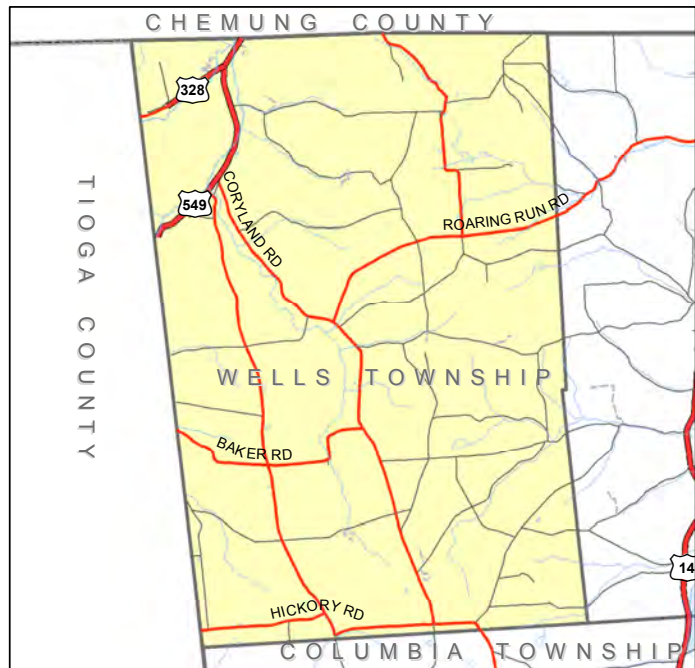 CHEMUNG COUNTY
328
TIOGA COUNTY
549
CORYLAND RD
ROARING RUN RD
WELLS TOWNSHIP
BAKER RD
14
HICKORY RD
COLUMBIA TOWNSHIP